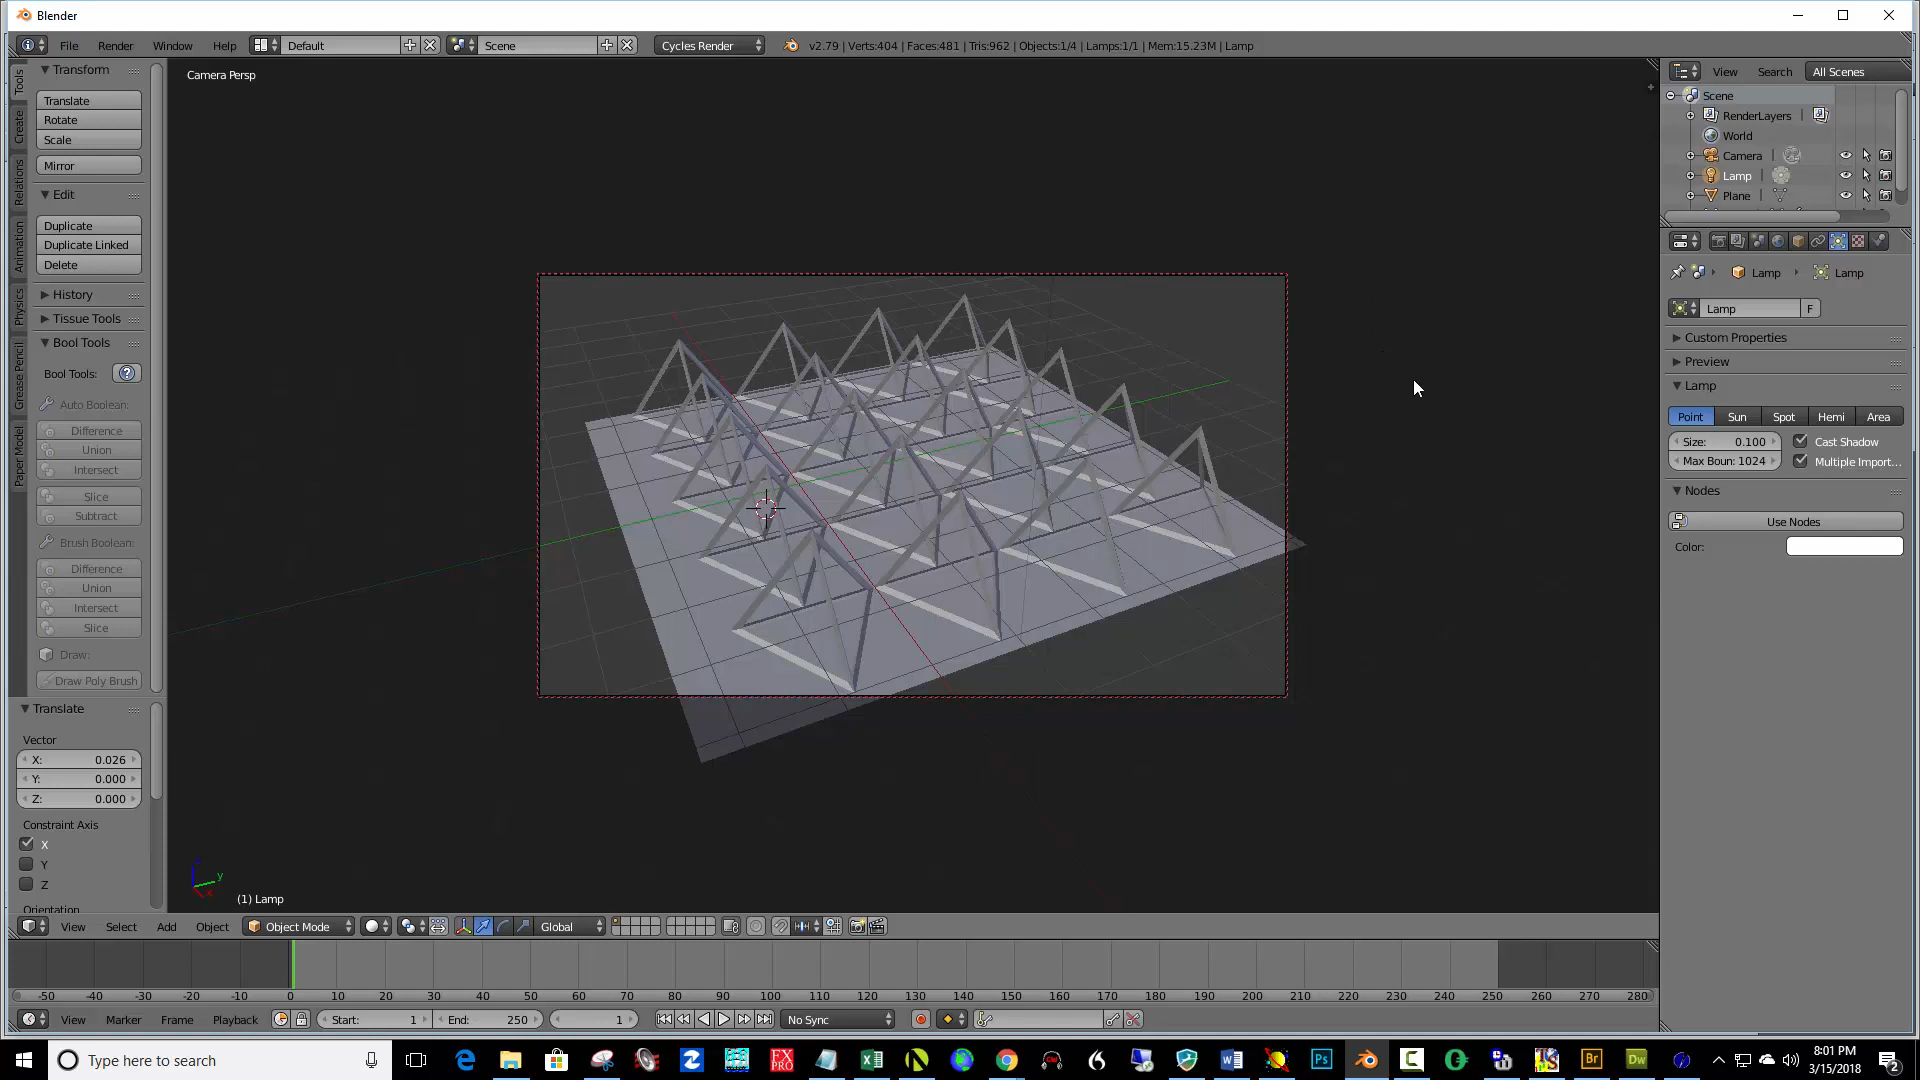 Blender
File Render Window Help Default Scene Cycles Render v2.79 | Verts:404 | Faces:481 | Tris:962 | Objects:1/4 | Lamps:1/1 | Mem:15.23M | Lamp
Tools
Create
Relations
Animation
Physics
Grease Pencil
Paper Model
Transform
Translate
Rotate
Scale
Mirror
Edit
Duplicate
Duplicate Linked
Delete
History
Tissue Tools
Bool Tools
Bool Tools:
Auto Boolean:
Difference
Union
Intersect
Slice
Subtract
Brush Boolean:
Difference
Union
Intersect
Slice
Draw:
Draw Poly Brush
Translate
Vector
X: 0.026
Y: 0.000
Z: 0.000
Constraint Axis
X
Y
Z
Orientation
Camera Persp
y
(1) Lamp
View Select Add Object Object Mode Global
-50 -40 -30 -20 -10 0 10 20 30 40 50 60 70 80 90 100 110 120 130 140 150 160 170 180 190 200 210 220 230 240 250 260 270 280
View Marker Frame Playback Start: 1 End: 250 1 No Sync
View Search All Scenes
Scene
RenderLayers
World
Camera
Lamp
Plane
Lamp Lamp
Lamp F
Custom Properties
Preview
Lamp
Point Sun Spot Hemi Area
Size: 0.100 Cast Shadow
Max Boun: 1024 Multiple Import...
Nodes
Use Nodes
Color:
Type here to search
8:01 PM
3/15/2018
2